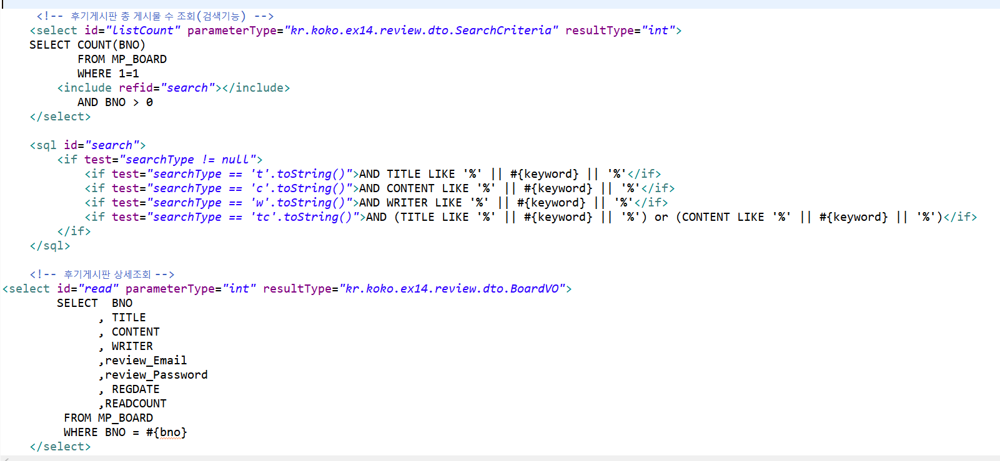 <!-- 후기게시판 총 게시물 수 조회(검색기능) -->
<select id="listCount" parameterType="kr.koko.ex14.review.dto.SearchCriteria" resultType="int">
SELECT COUNT(BNO)
FROM MP_BOARD
WHERE 1=1
<include refid="search"></include>
AND BNO > 0
</select>
<sql id="search">
<if test="searchType != null">
<if test="searchType == 't'.toString()">AND TITLE LIKE '%' || #{keyword} || '%'</if>
<if test="searchType == 'c'.toString()">AND CONTENT LIKE '%' || #{keyword} || '%'</if>
<if test="searchType == 'w'.toString()">AND WRITER LIKE '%' || #{keyword} || '%'</if>
<if test="searchType == 'tc'.toString()">AND (TITLE LIKE '%' || #{keyword} || '%') or (CONTENT LIKE '%' || #{keyword} || '%')</if>
</if>
</sql>
<!-- 후기게시판 상세조회 -->
<select id="read" parameterType="int" resultType="kr.koko.ex14.review.dto.BoardVO">
SELECT  BNO
, TITLE
, CONTENT
, WRITER
,review_Email
,review_Password
, REGDATE
,READCOUNT
FROM MP_BOARD
WHERE BNO = #{bno}
</select>